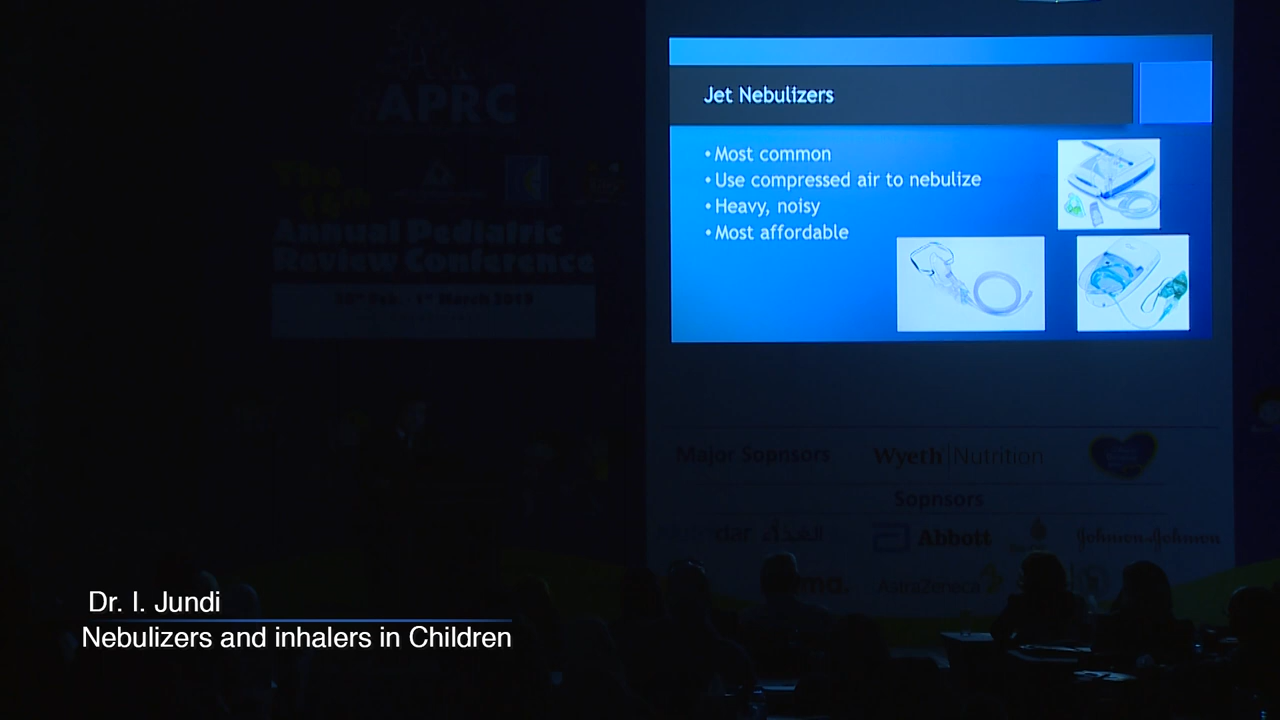 APRC
Annual Pediatric
Review Conference
Jet Nebulizers
• Most common
• Use compressed air to nebulize
• Heavy, noisy
• Most affordable
Major Sopnsors
Wyeth Nutrition
Sopnsors
Abbott
Johnson & Johnson
AstraZeneca
Dr. I. Jundi
Nebulizers and inhalers in Children